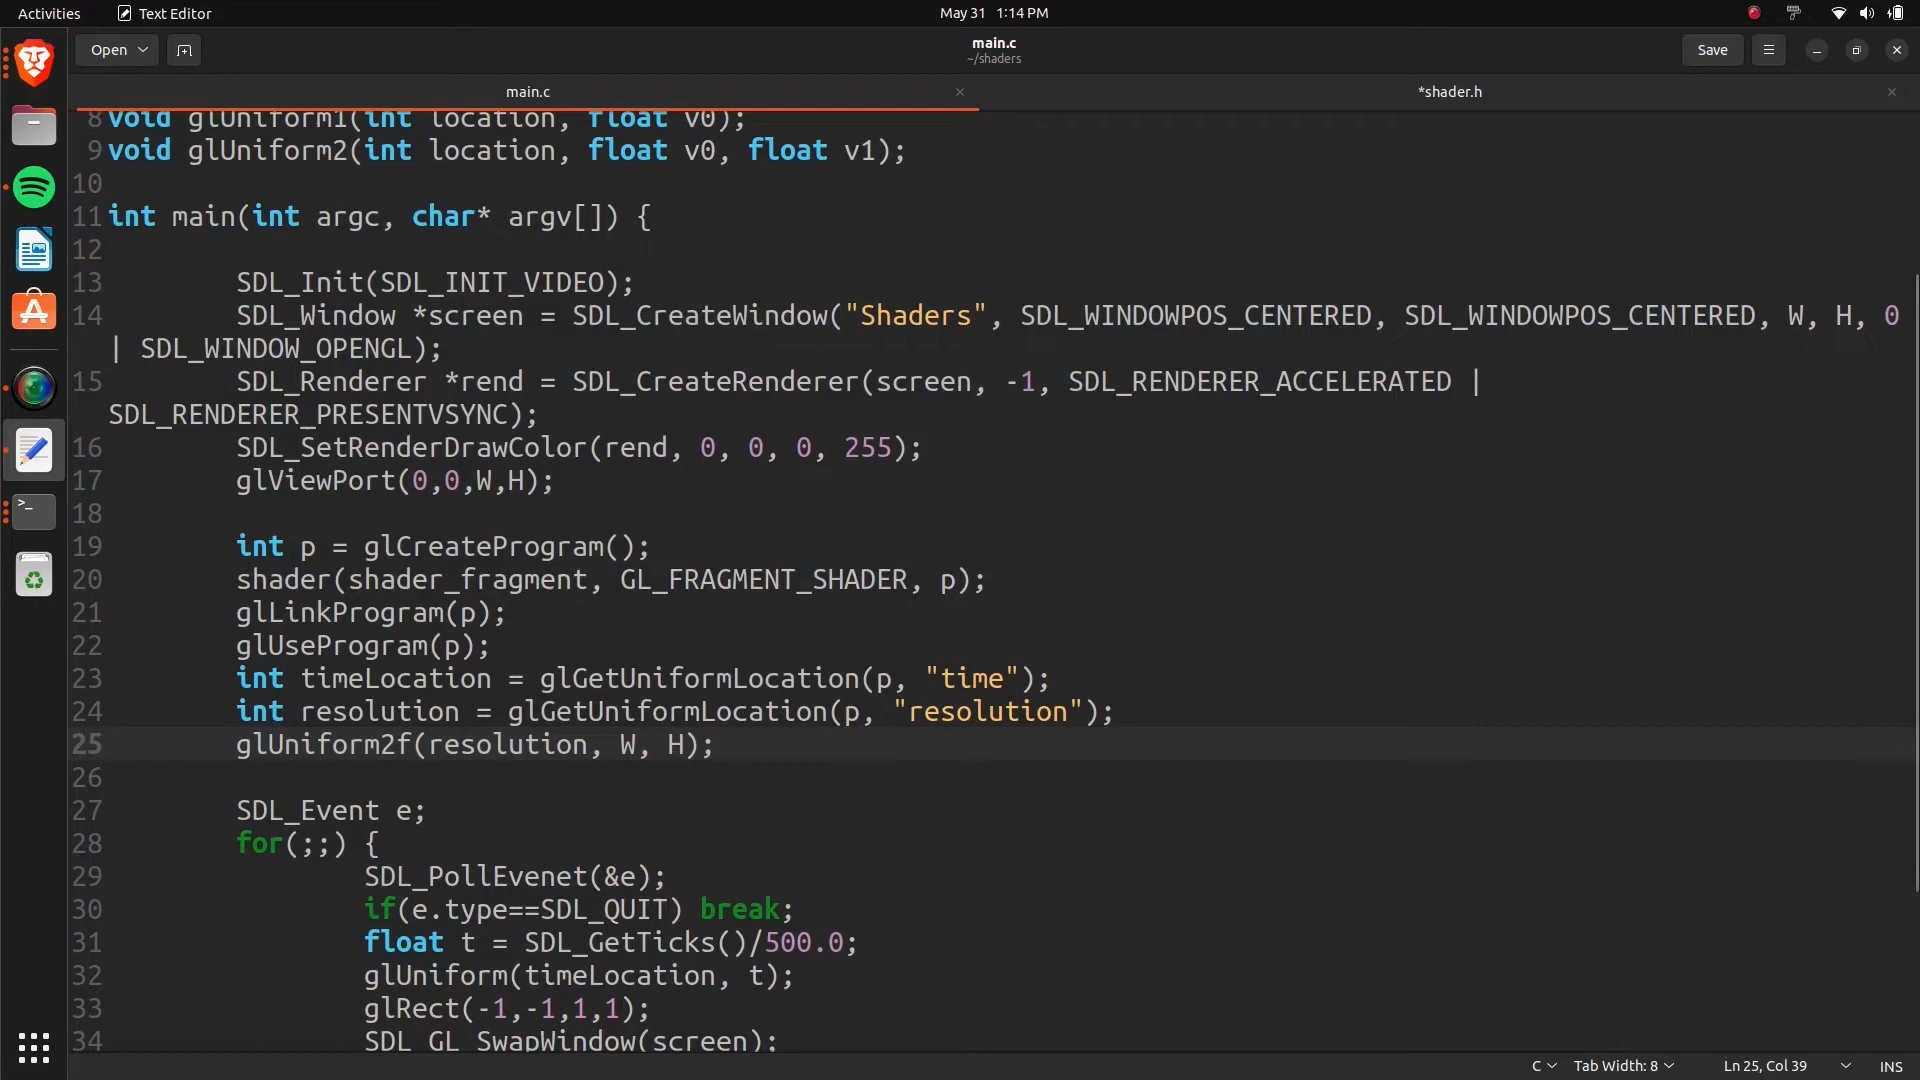 Activities
Text Editor
May 31 1:14 PM
Open
main.c
~/shaders
Save
main.c
*shader.h
8 void glUniform1(int location, float v0);
9 void glUniform2(int location, float v0, float v1);
10
11 int main(int argc, char* argv[]) {
12
13 SDL_Init(SDL_INIT_VIDEO);
14 SDL_Window *screen = SDL_CreateWindow("Shaders", SDL_WINDOWPOS_CENTERED, SDL_WINDOWPOS_CENTERED, W, H, 0
| SDL_WINDOW_OPENGL);
15 SDL_Renderer *rend = SDL_CreateRenderer(screen, -1, SDL_RENDERER_ACCELERATED |
SDL_RENDERER_PRESENTVSYNC);
16 SDL_SetRenderDrawColor(rend, 0, 0, 0, 255);
17 glViewPort(0,0,W,H);
18
19 int p = glCreateProgram();
20 shader(shader_fragment, GL_FRAGMENT_SHADER, p);
21 glLinkProgram(p);
22 glUseProgram(p);
23 int timeLocation = glGetUniformLocation(p, "time");
24 int resolution = glGetUniformLocation(p, "resolution");
25 glUniform2f(resolution, W, H);
26
27 SDL_Event e;
28 for(;;) {
29 SDL_PollEvenet(&e);
30 if(e.type==SDL_QUIT) break;
31 float t = SDL_GetTicks()/500.0;
32 glUniform(timeLocation, t);
33 glRect(-1,-1,1,1);
34 SDL_GL_SwapWindow(screen);
C
Tab Width: 8
Ln 25, Col 39
INS